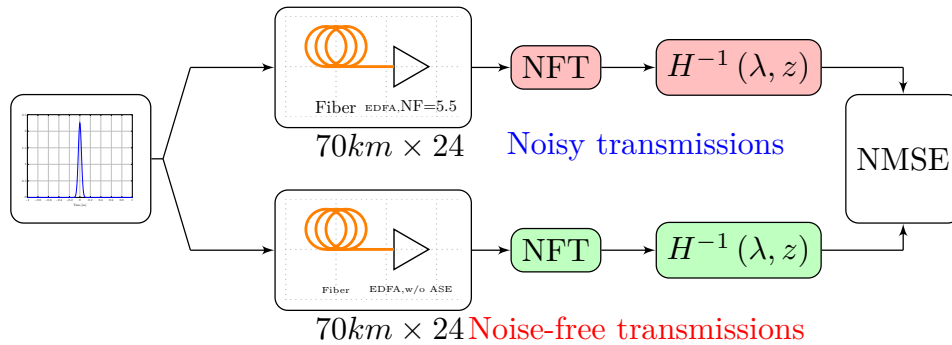 Fiber EDFA,NF=5.5
70km × 24
NFT
H⁻¹ (λ, z)
Noisy transmissions
NMSE
Fiber EDFA,w/o ASE
70km × 24
NFT
H⁻¹ (λ, z)
Noise-free transmissions